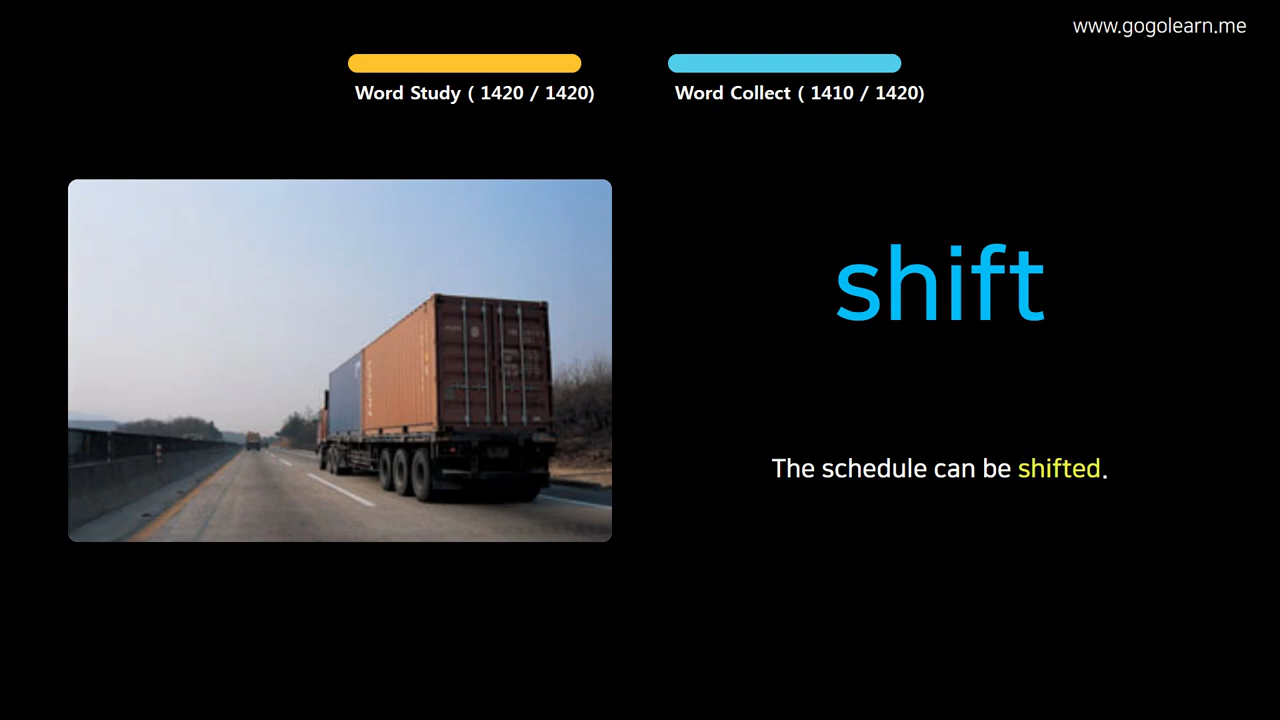 www.gogolearn.me
Word Study ( 1420 / 1420)
Word Collect ( 1410 / 1420)
shift
The schedule can be shifted.